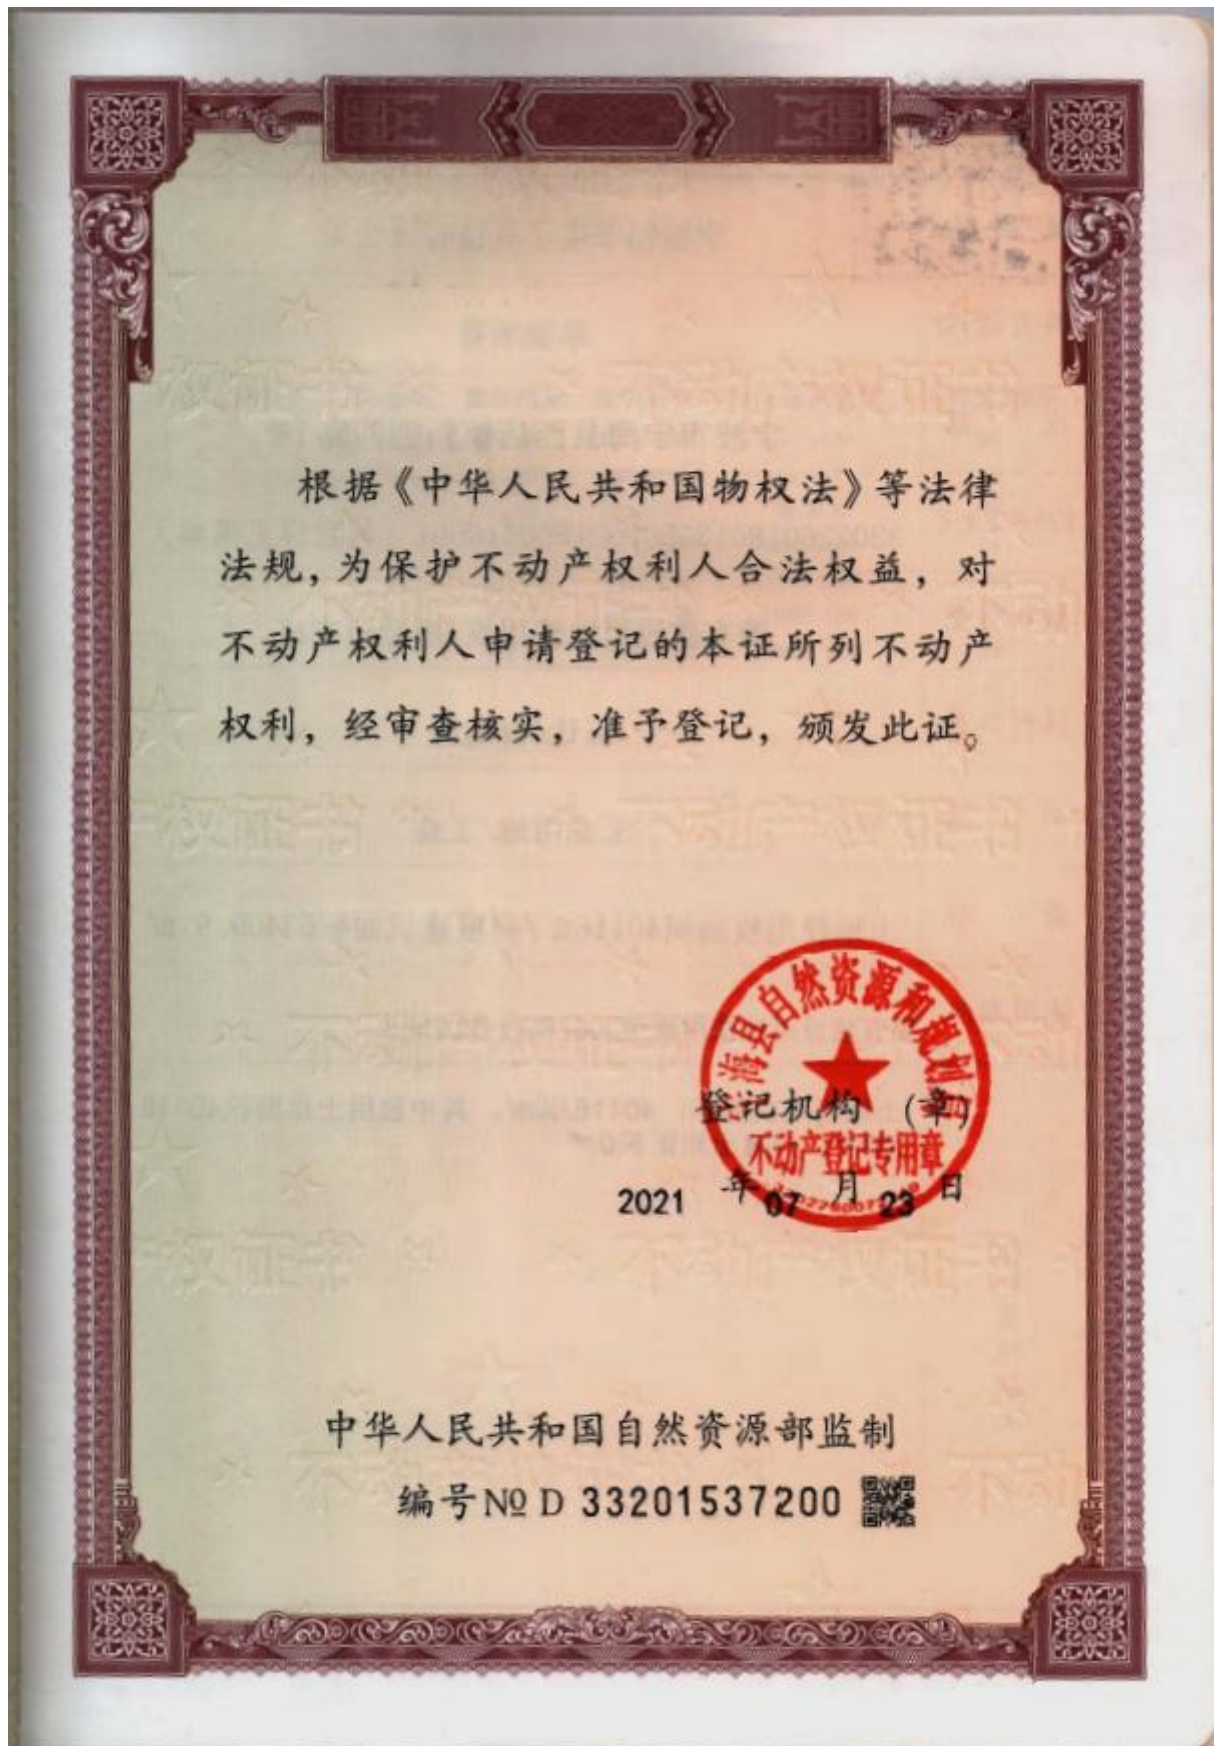 根据《中华人民共和国物权法》等法律
法规，为保护不动产权利人合法权益，对
不动产权利人申请登记的本证所列不动产
权利，经审查核实，准予登记，颁发此证。
海县自然资源和规划局
登记机构 (章)
不动产登记专用章
2021 年 07 月 23 日
中华人民共和国自然资源部监制
编号 № D 33201537200